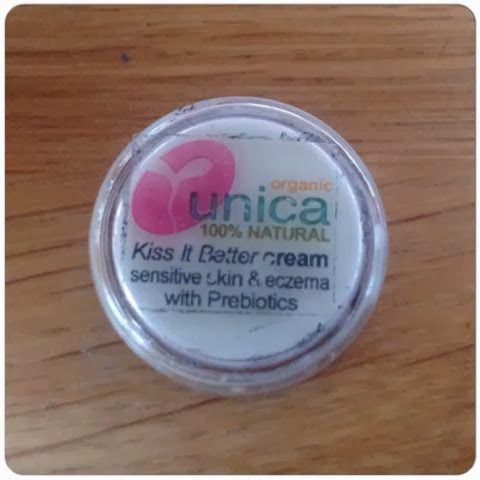 organic
unica
100% NATURAL
Kiss It Better cream
sensitive skin & eczema
with Prebiotics